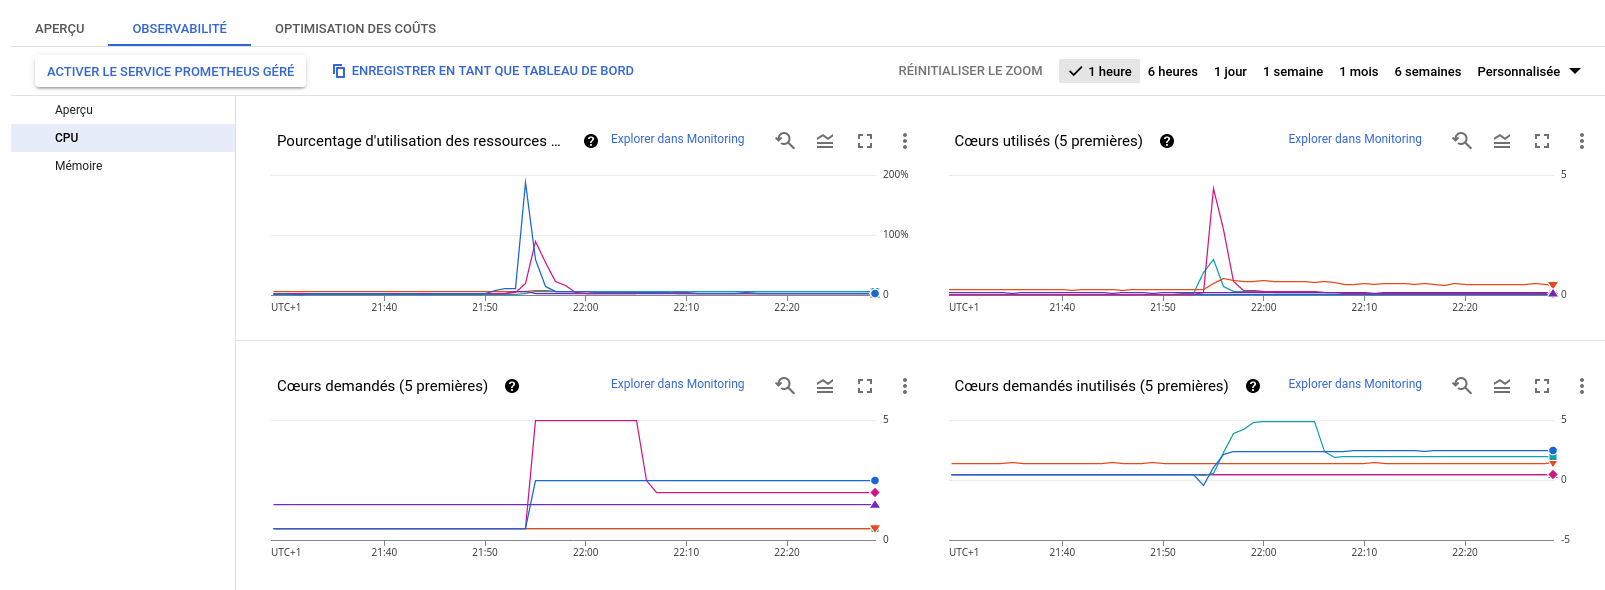 APERÇU OBSERVABILITÉ OPTIMISATION DES COÛTS
ACTIVER LE SERVICE PROMETHEUS GÉRÉ ENREGISTRER EN TANT QUE TABLEAU DE BORD RÉINITIALISER LE ZOOM 1 heure 6 heures 1 jour 1 semaine 1 mois 6 semaines Personnalisée
Aperçu
CPU
Mémoire
Pourcentage d'utilisation des ressources ... Explorer dans Monitoring
200%
100%
0
UTC+1 21:40 21:50 22:00 22:10 22:20
Cœurs utilisés (5 premières) Explorer dans Monitoring
5
0
UTC+1 21:40 21:50 22:00 22:10 22:20
Cœurs demandés (5 premières) Explorer dans Monitoring
5
0
UTC+1 21:40 21:50 22:00 22:10 22:20
Cœurs demandés inutilisés (5 premières) Explorer dans Monitoring
5
0
-5
UTC+1 21:40 21:50 22:00 22:10 22:20